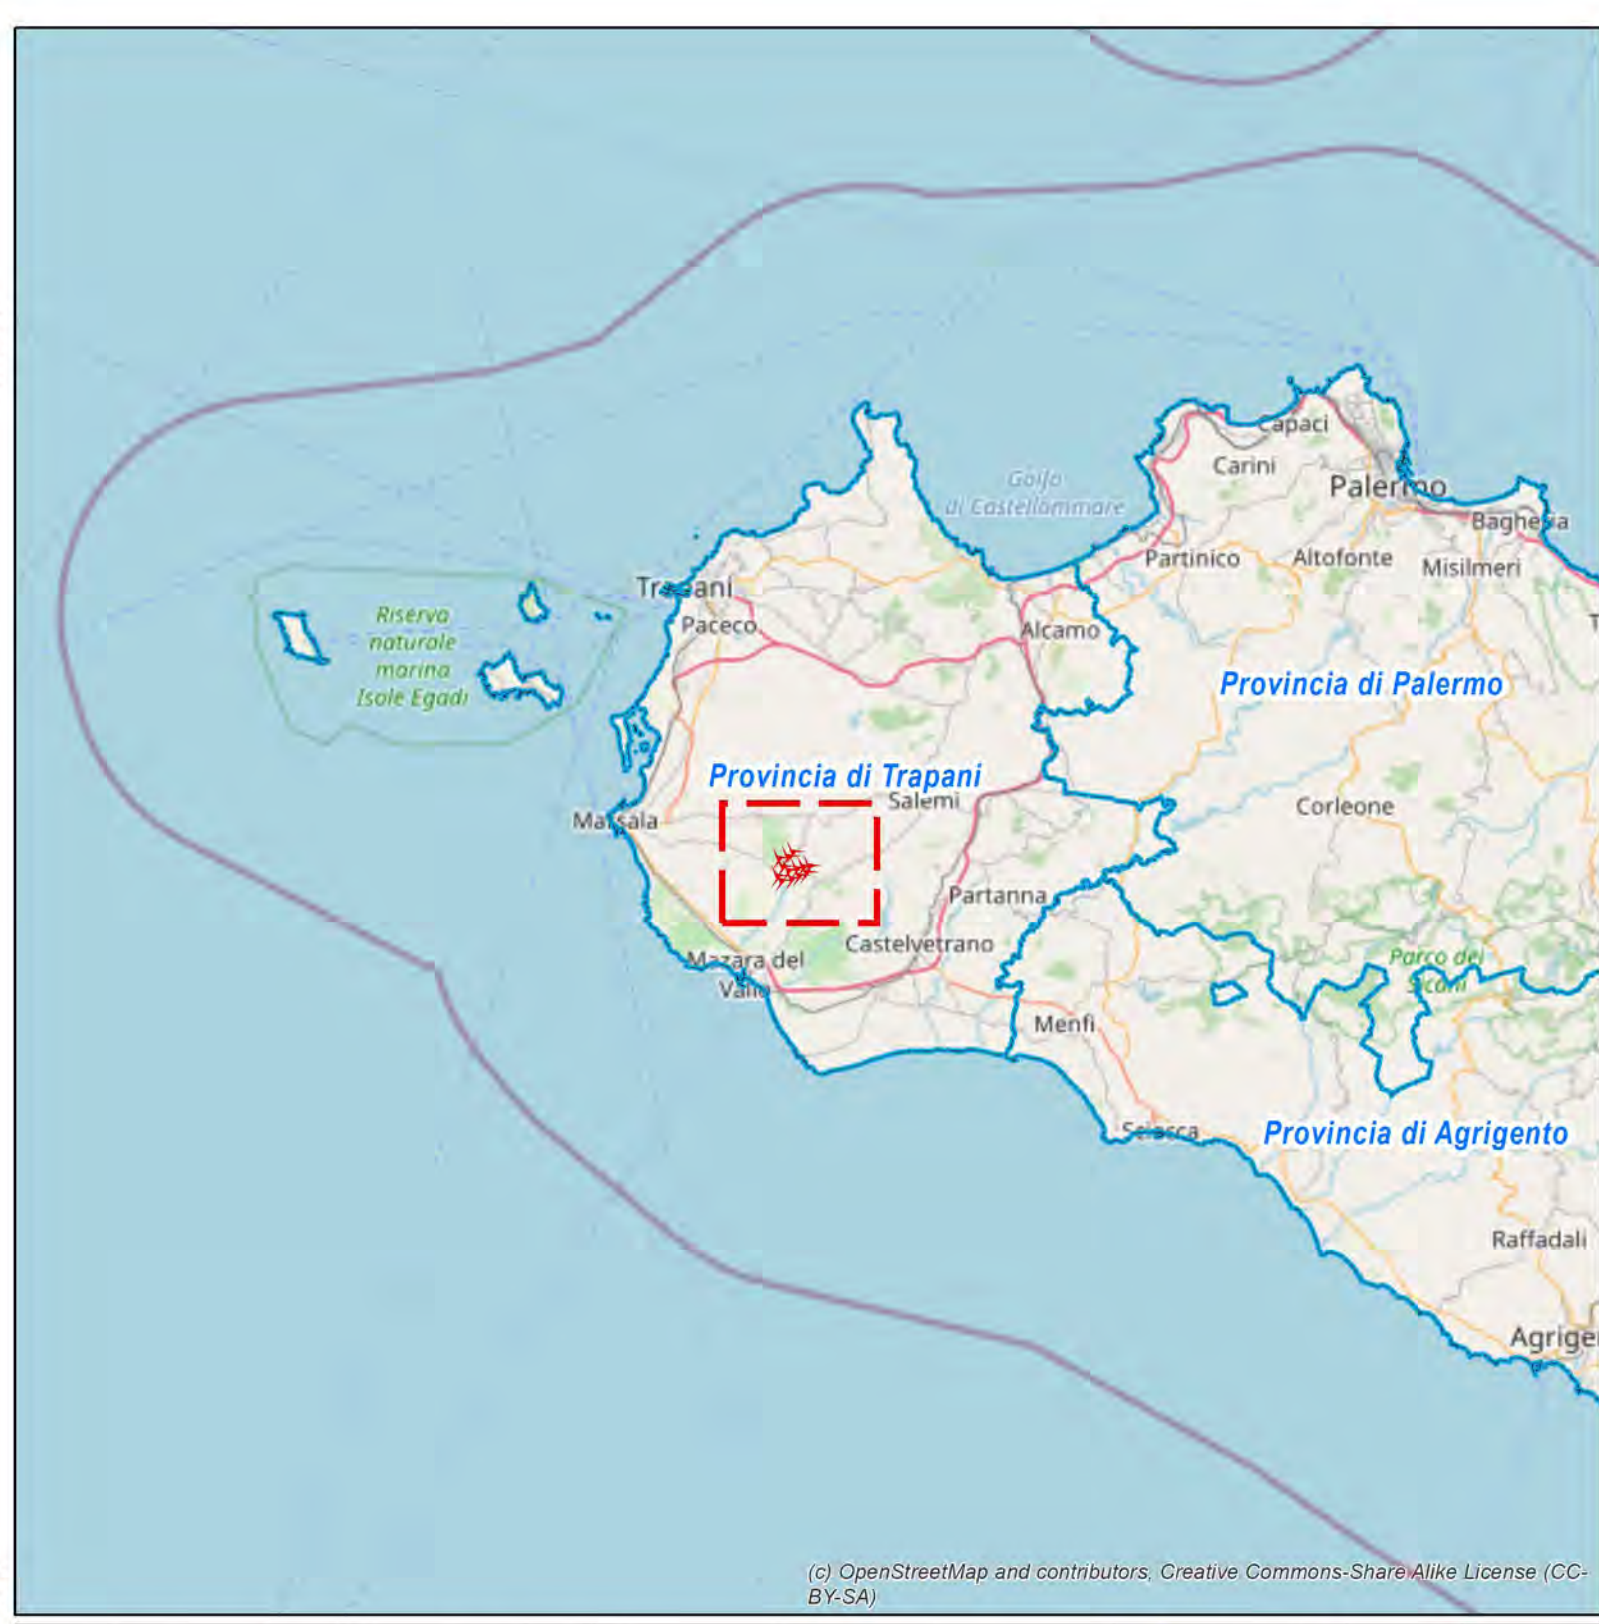 Capaci
Carini
Palermo
Golfo
di Castellammare
Bagheria
Partinico
Altofonte
Misilmeri
Trapani
Riserva
naturale
marina
Isole Egadi
Paceco
Alcamo
T
Provincia di Palermo
Provincia di Trapani
Salemi
Corleone
Marsala
Partanna
Castelvetrano
Mazara del
Vallo
Parco dei
Sicani
Menfi
Sciacca
Provincia di Agrigento
Raffadali
Agrige
(c) OpenStreetMap and contributors, Creative Commons-Share Alike License (CC-
BY-SA)